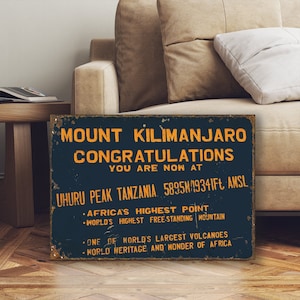 MOUNT KILIMANJARO
CONGRATULATIONS
YOU ARE NOW AT
UHURU PEAK TANZANIA 5895M/19341Ft. AMSL
• AFRICA'S HIGHEST POINT
• WORLD'S HIGHEST FREE-STANDING MOUNTAIN
• ONE OF WORLD'S LARGEST VOLCANOES
• WORLD HERITAGE AND WONDER OF AFRICA